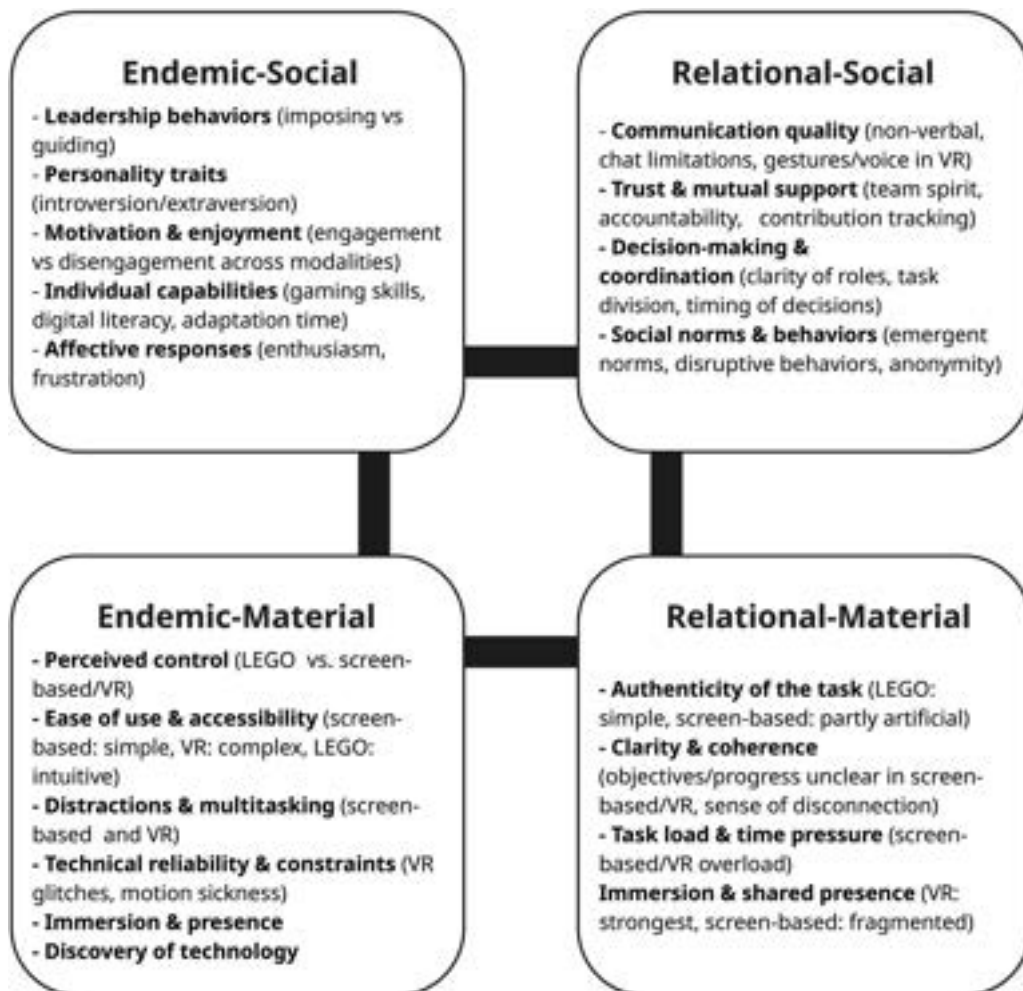 Endemic-Social
- Leadership behaviors (imposing vs
guiding)
- Personality traits
(introversion/extraversion)
- Motivation & enjoyment (engagement
vs disengagement across modalities)
- Individual capabilities (gaming skills,
digital literacy, adaptation time)
- Affective responses (enthusiasm,
frustration)
Relational-Social
- Communication quality (non-verbal,
chat limitations, gestures/voice in VR)
- Trust & mutual support (team spirit,
accountability, contribution tracking)
- Decision-making &
coordination (clarity of roles, task
division, timing of decisions)
- Social norms & behaviors (emergent
norms, disruptive behaviors, anonymity)
Endemic-Material
- Perceived control (LEGO vs. screen-
based/VR)
- Ease of use & accessibility (screen-
based: simple, VR: complex, LEGO:
intuitive)
- Distractions & multitasking (screen-
based and VR)
- Technical reliability & constraints (VR
glitches, motion sickness)
- Immersion & presence
- Discovery of technology
Relational-Material
- Authenticity of the task (LEGO:
simple, screen-based: partly artificial)
- Clarity & coherence
(objectives/progress unclear in screen-
based/VR, sense of disconnection)
- Task load & time pressure (screen-
based/VR overload)
Immersion & shared presence (VR:
strongest, screen-based: fragmented)